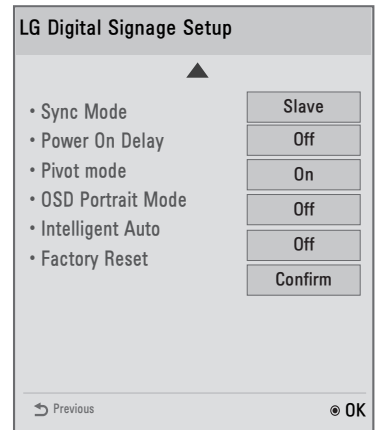 LG Digital Signage Setup
• Sync Mode Slave
• Power On Delay Off
• Pivot mode On
• OSD Portrait Mode Off
• Intelligent Auto Off
• Factory Reset Confirm
Previous OK